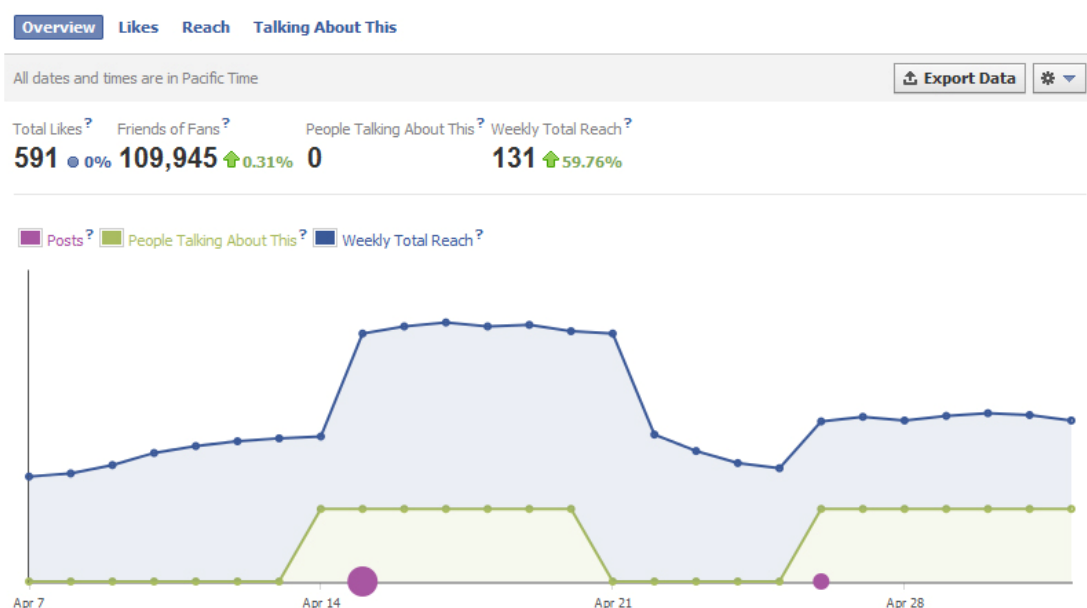 Overview Likes Reach Talking About This
All dates and times are in Pacific Time Export Data
Total Likes? Friends of Fans? People Talking About This? Weekly Total Reach?
591 0% 109,945 0.31% 0 131 59.76%
Posts? People Talking About This? Weekly Total Reach?
Apr 7 Apr 14 Apr 21 Apr 28